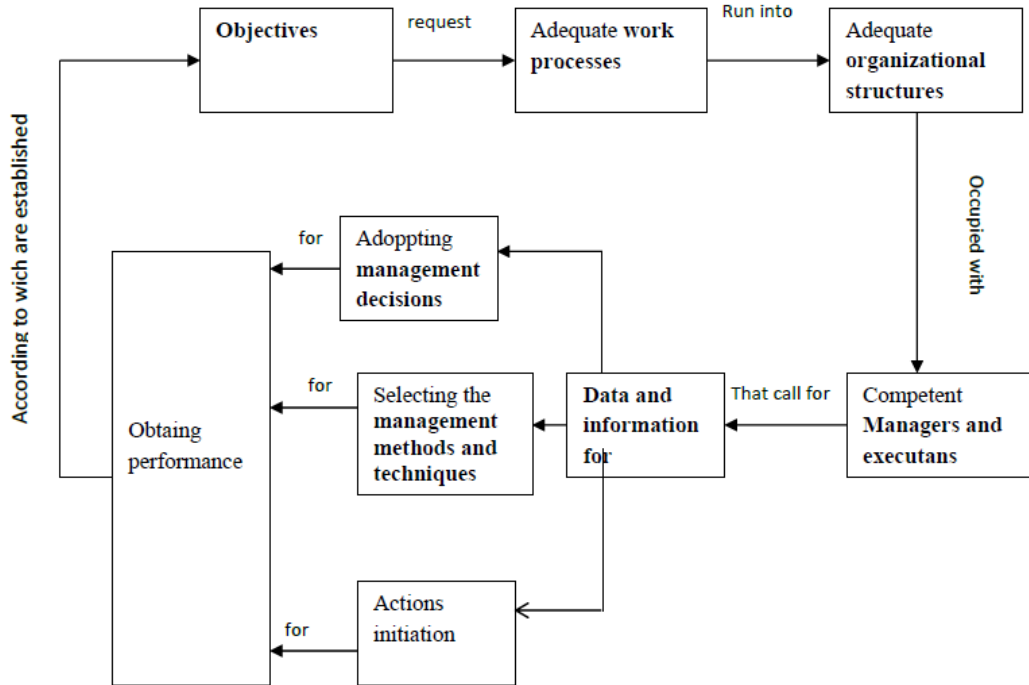 Objectives
request
Adequate work
processes
Run into
Adequate
organizational
structures
Occupied with
According to wich are established
for
Adoppting
management
decisions
for
Selecting the
management
methods and
techniques
Data and
information
for
That call for
Competent
Managers and
executans
Obtaing
performance
for
Actions
initiation